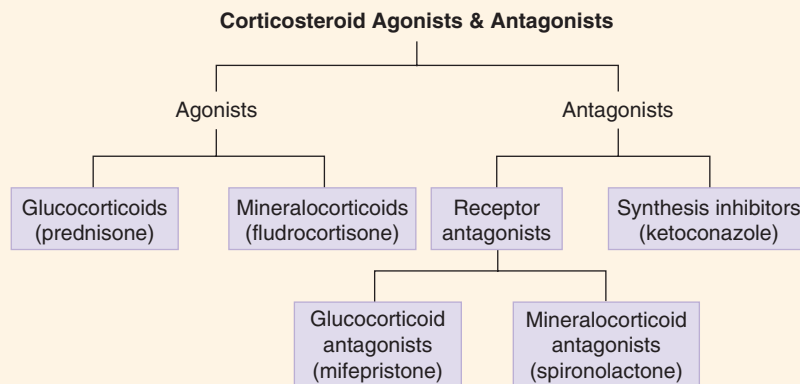 Corticosteroid Agonists & Antagonists
Agonists
Antagonists
Glucocorticoids
(prednisone)
Mineralocorticoids
(fludrocortisone)
Receptor
antagonists
Synthesis inhibitors
(ketoconazole)
Glucocorticoid
antagonists
(mifepristone)
Mineralocorticoid
antagonists
(spironolactone)